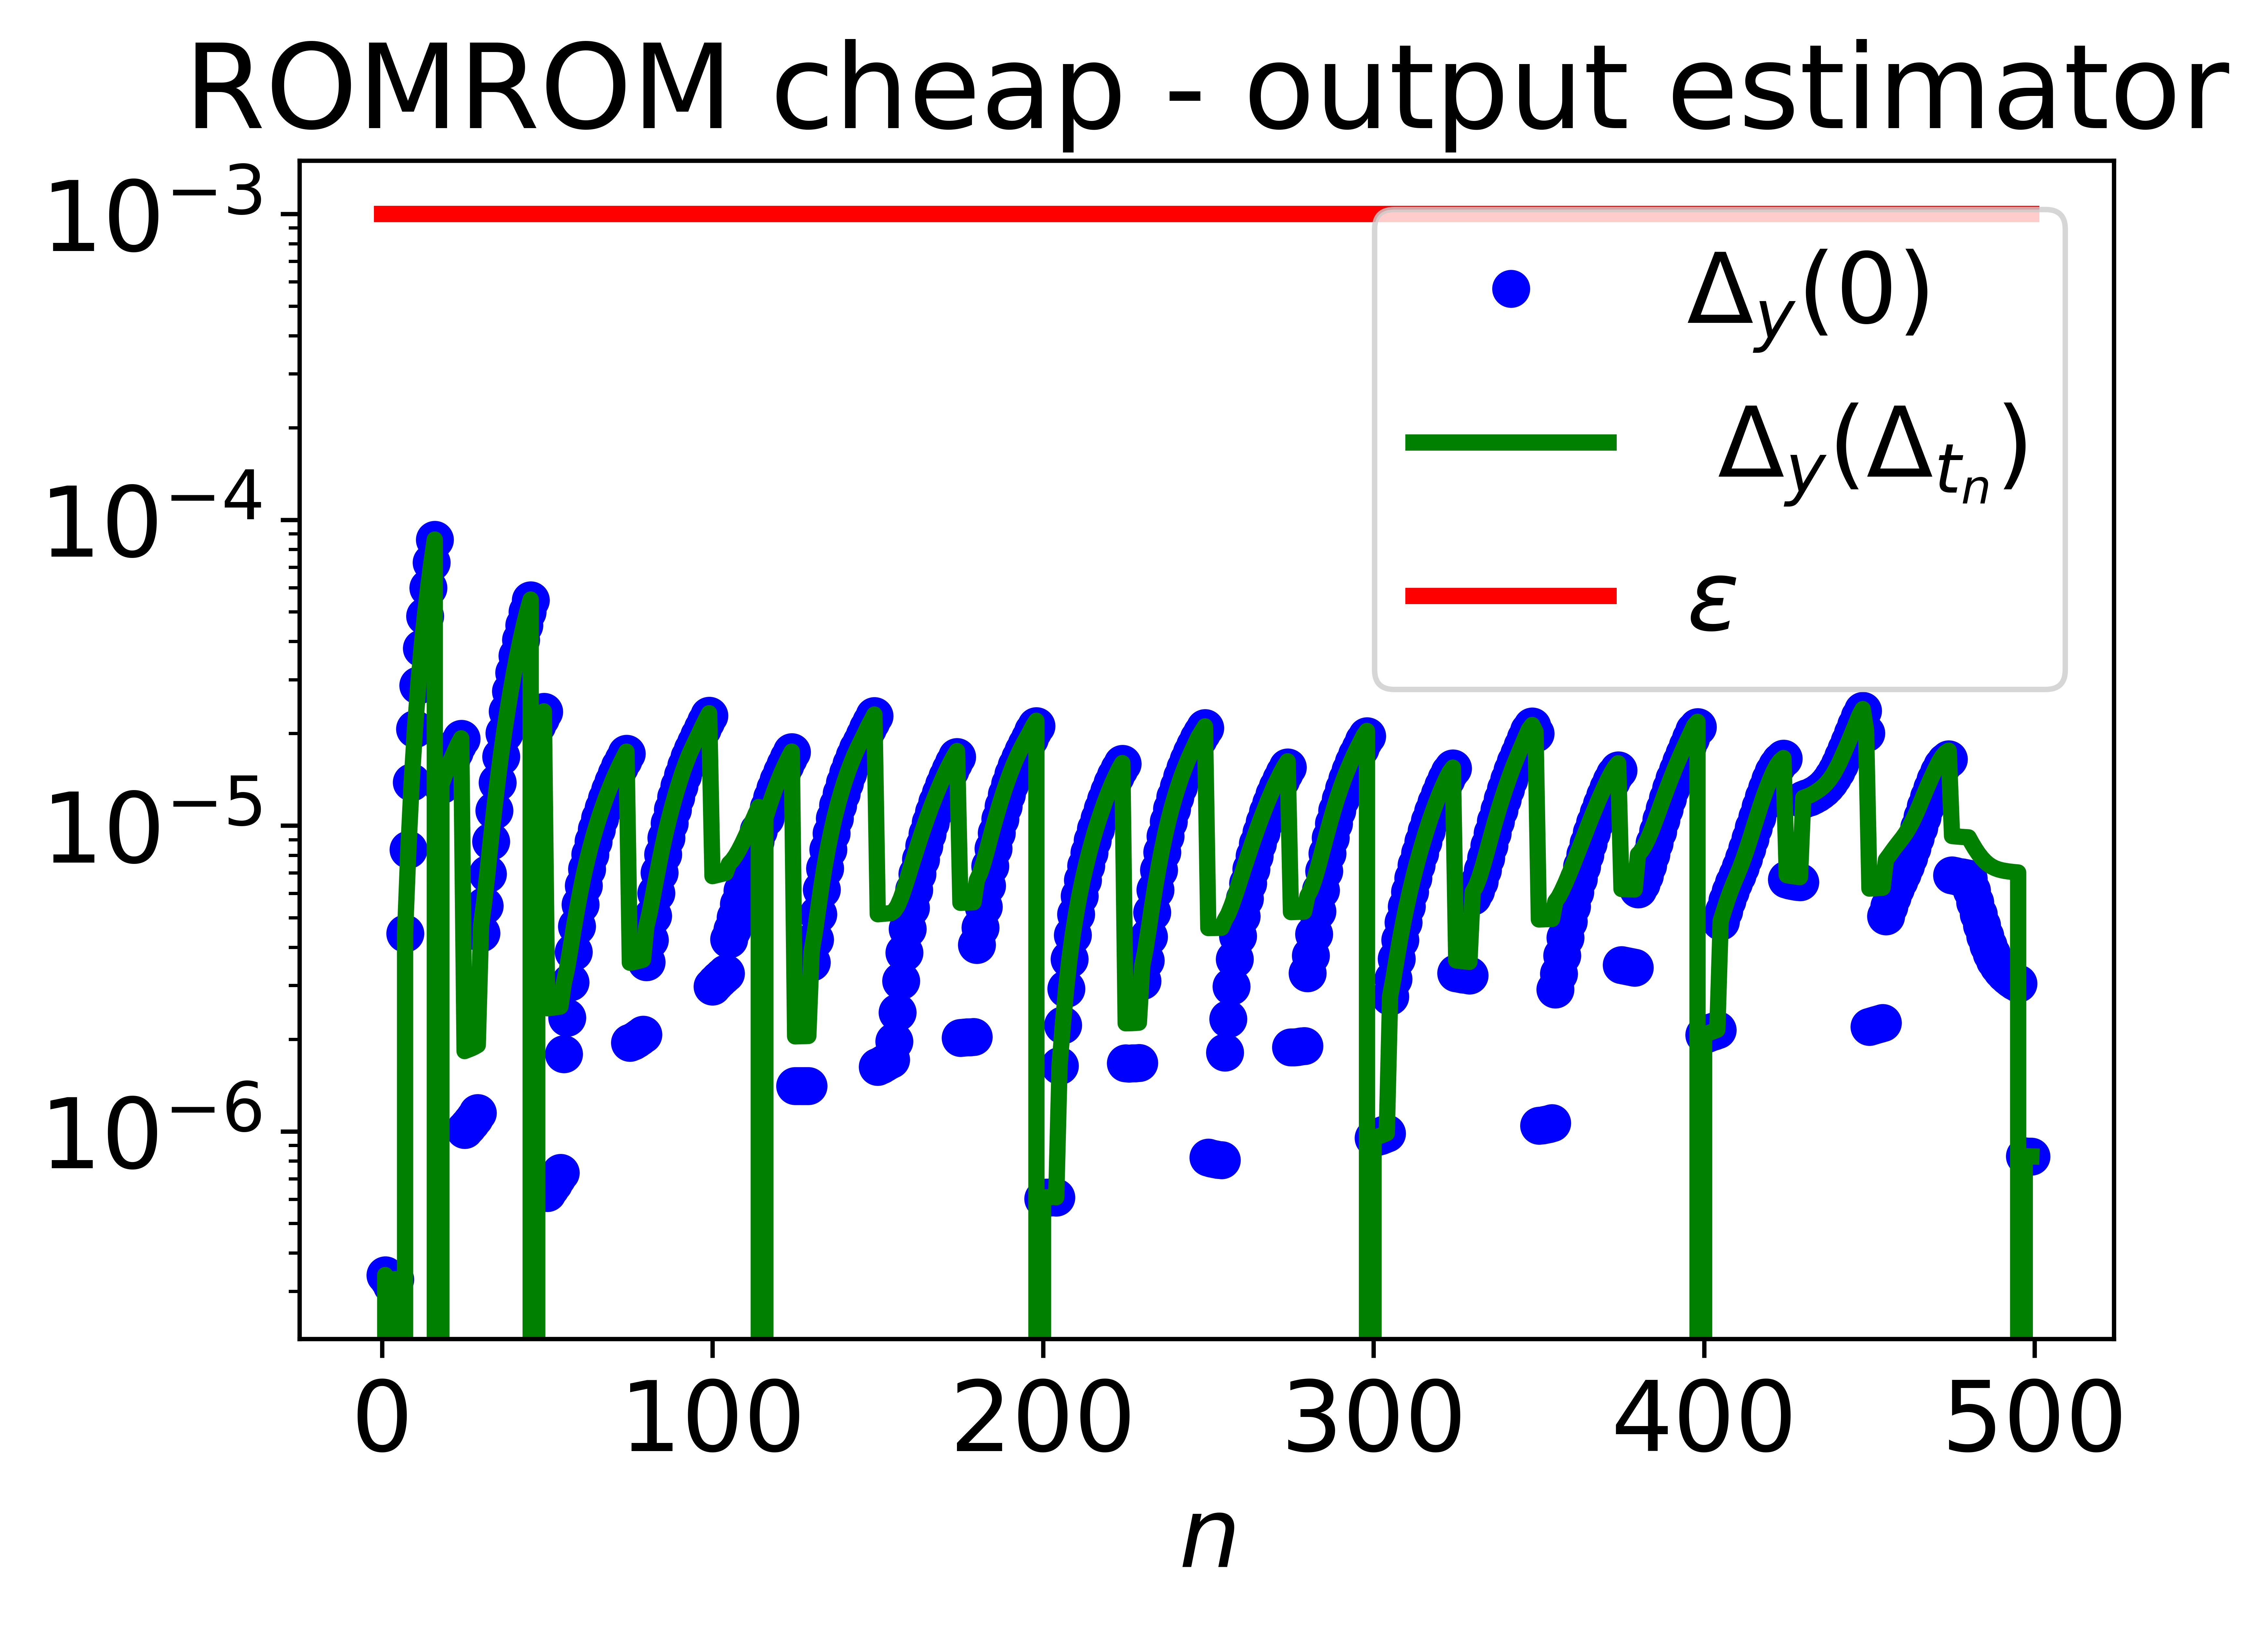 ROMROM cheap - output estimator
10⁻³
10⁻⁴
10⁻⁵
10⁻⁶
Δ_y(0)
Δ_y(Δ_{t_n})
ε
0 100 200 300 400 500
n